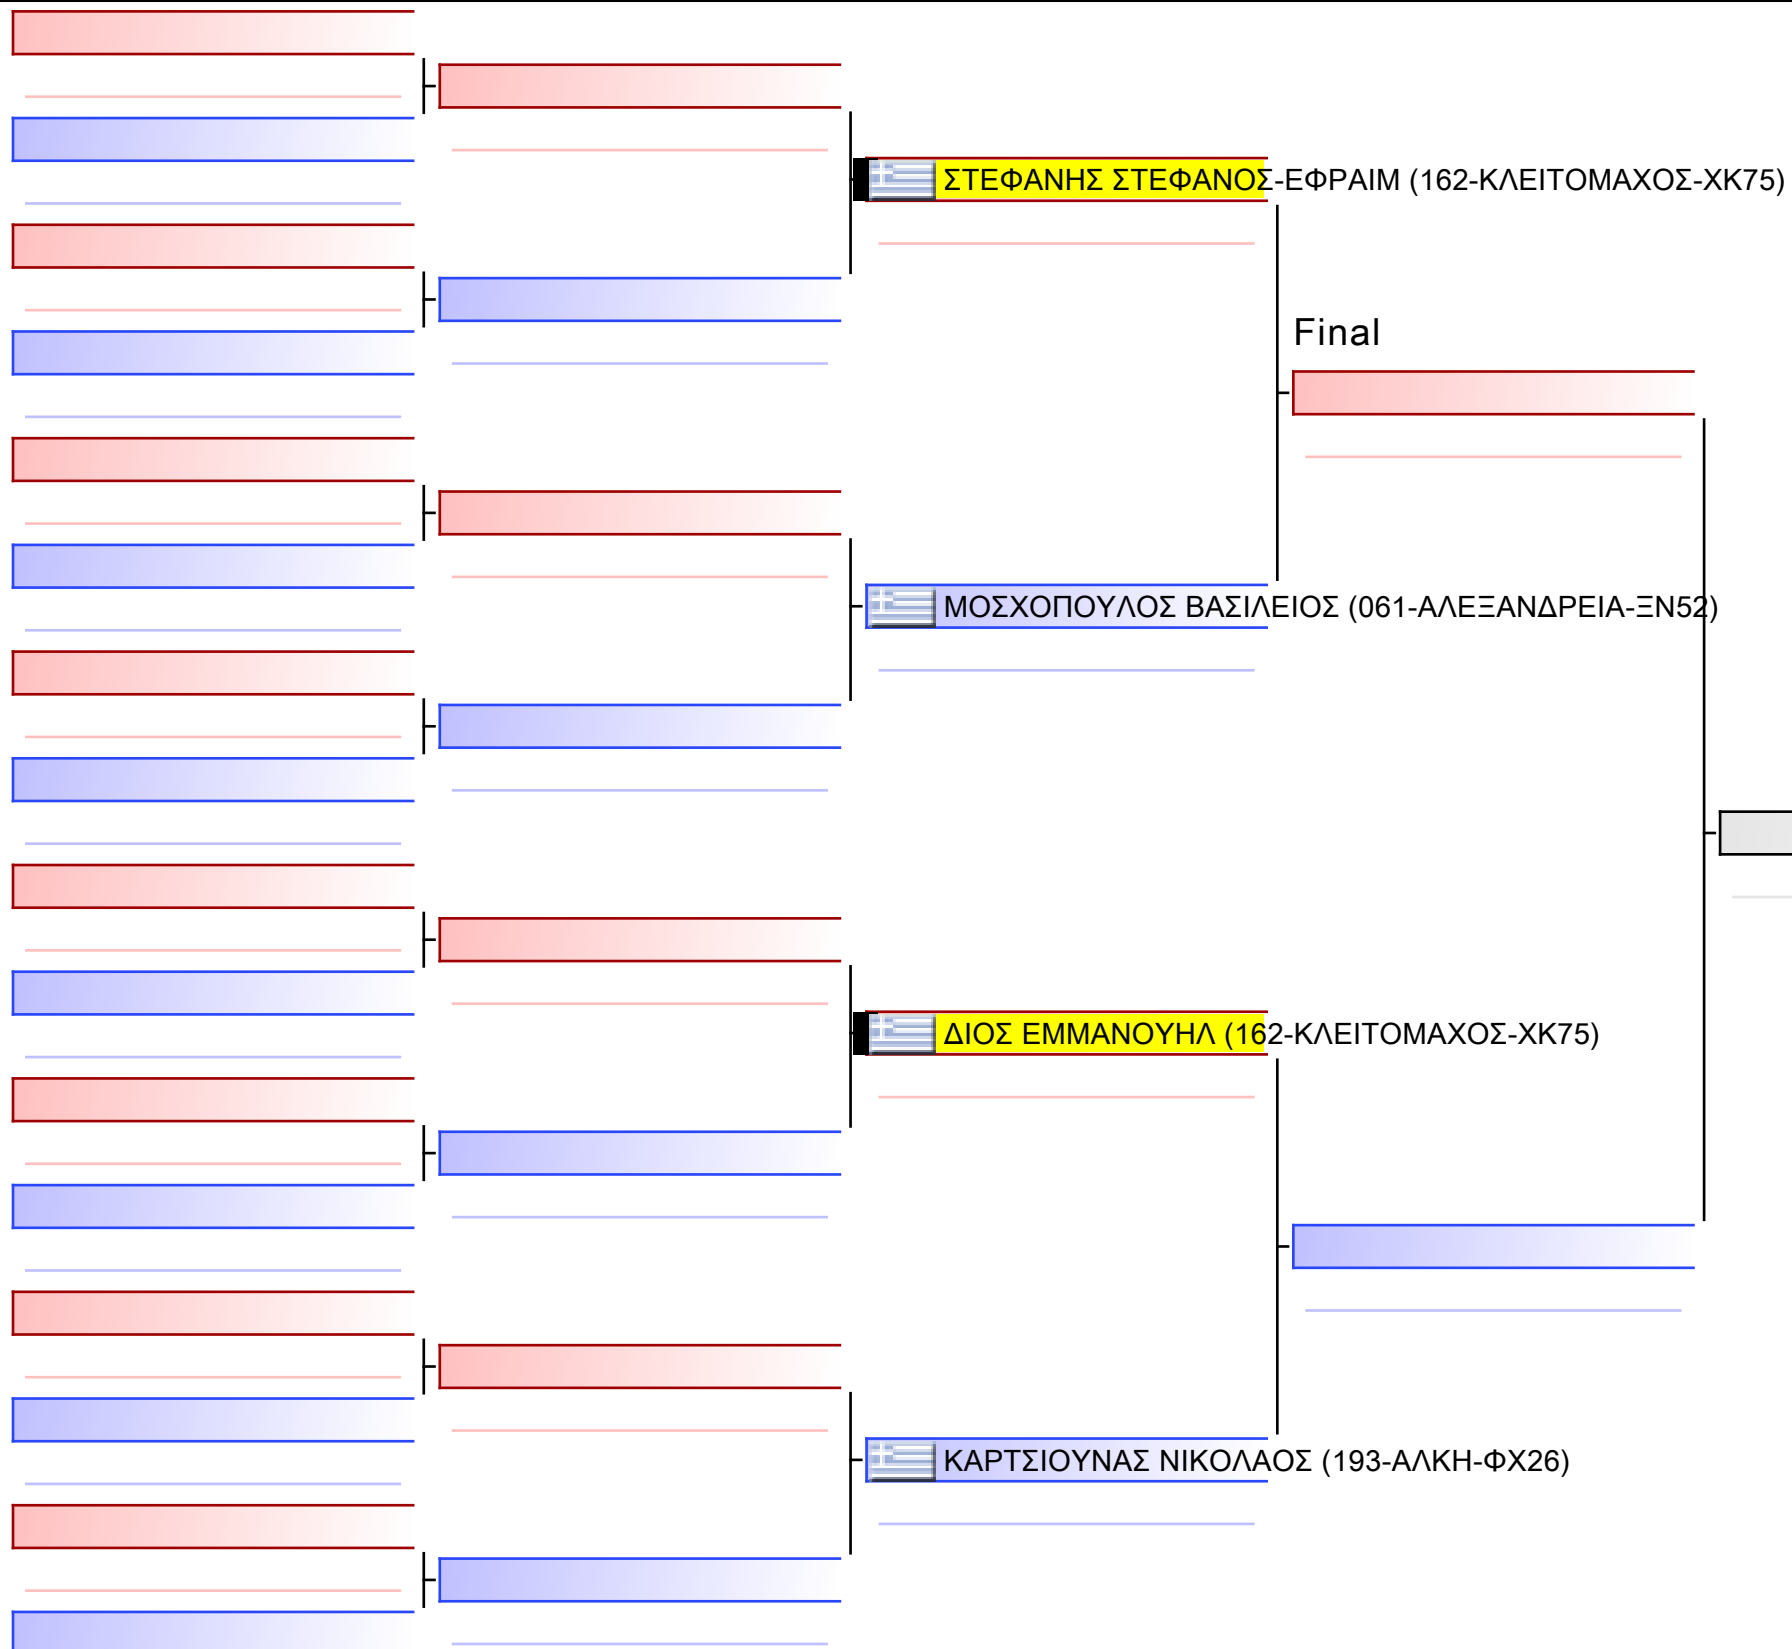 ΣΤΕΦΑΝΗΣ ΣΤΕΦΑΝΟΣ-ΕΦΡΑΙΜ (162-ΚΛΕΙΤΟΜΑΧΟΣ-ΧΚ75)
Final
ΜΟΣΧΟΠΟΥΛΟΣ ΒΑΣΙΛΕΙΟΣ (061-ΑΛΕΞΑΝΔΡΕΙΑ-ΞΝ52)
ΔΙΟΣ ΕΜΜΑΝΟΥΗΛ (162-ΚΛΕΙΤΟΜΑΧΟΣ-ΧΚ75)
ΚΑΡΤΣΙΟΥΝΑΣ ΝΙΚΟΛΑΟΣ (193-ΑΛΚΗ-ΦΧ26)